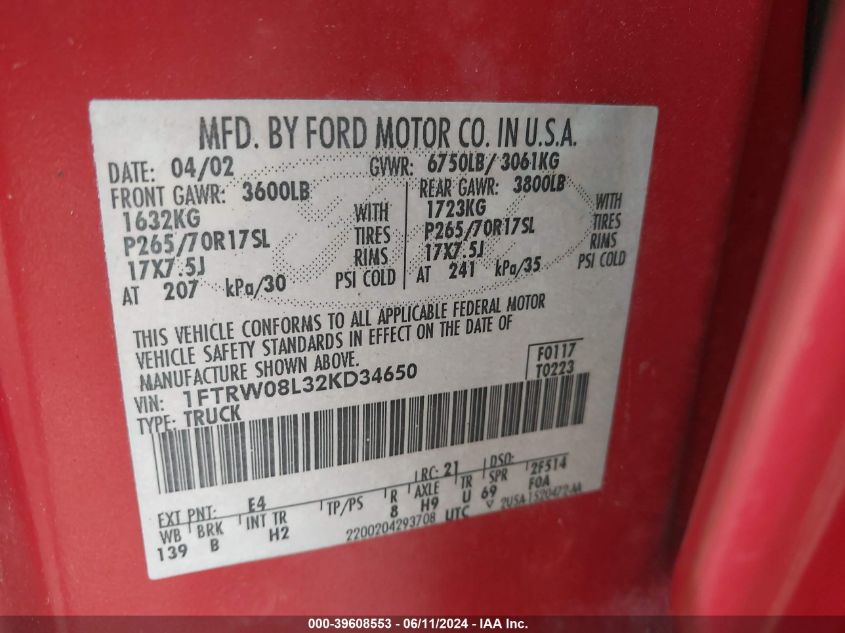 MFD. BY FORD MOTOR CO. IN U.S.A.
DATE: 04/02 GVWR: 6750LB/ 3061KG
FRONT GAWR: 3600LB REAR GAWR: 3800LB
1632KG WITH 1723KG WITH
P265/70R17SL TIRES P265/70R17SL TIRES
17X7.5J RIMS 17X7.5J RIMS
AT 207 kPa/30 PSI COLD AT 241 kPa/35 PSI COLD
THIS VEHICLE CONFORMS TO ALL APPLICABLE FEDERAL MOTOR
VEHICLE SAFETY STANDARDS IN EFFECT ON THE DATE OF
MANUFACTURE SHOWN ABOVE.
F0117
VIN: 1FTRW08L32KD34650
T0223
TYPE: TRUCK
EXT PNT: E4 RC: 21 DSO: 2F514
WB BRK INT TR TP/PS R AXLE TR SPR F0A
139 B H2 8 H9 U 69
2200204293708 UTC ▽ 2USA 1520472-AA
000-39608553 - 06/11/2024 - IAA Inc.